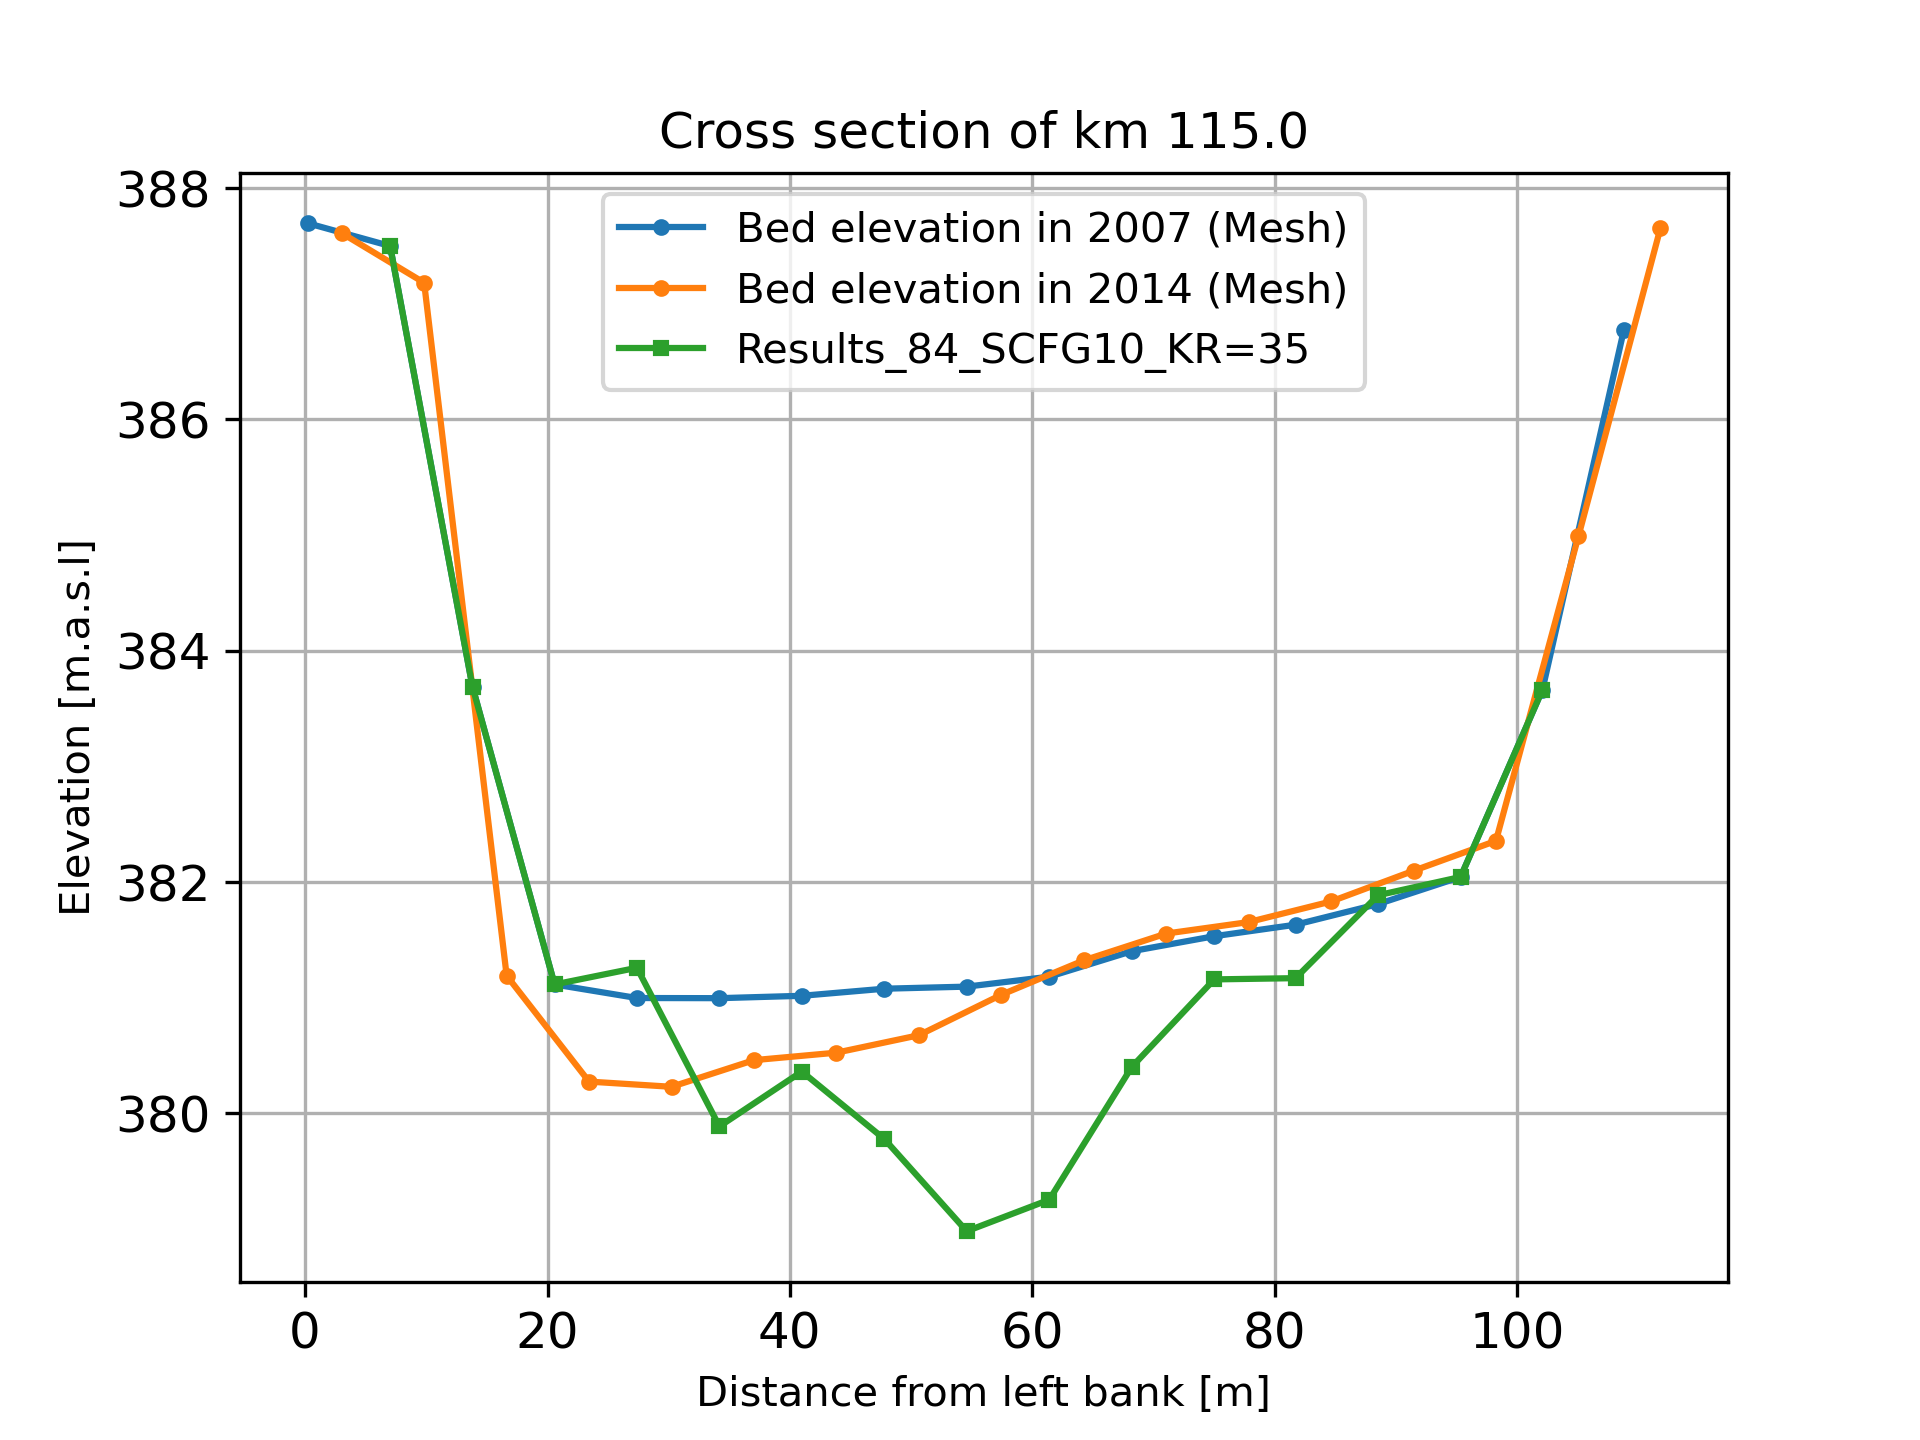 Cross section of km 115.0
388
386
384
382
380
Elevation [m.a.s.l]
Bed elevation in 2007 (Mesh)
Bed elevation in 2014 (Mesh)
Results_84_SCFG10_KR=35
0 20 40 60 80 100
Distance from left bank [m]